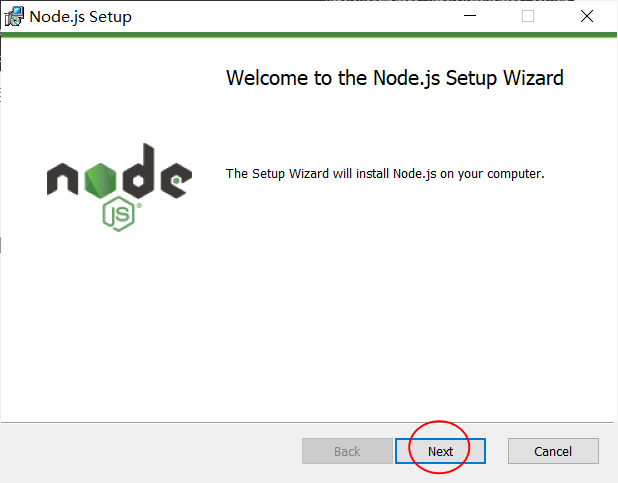 Node.js Setup
Welcome to the Node.js Setup Wizard
The Setup Wizard will install Node.js on your computer.
node
JS
Back
Next
Cancel